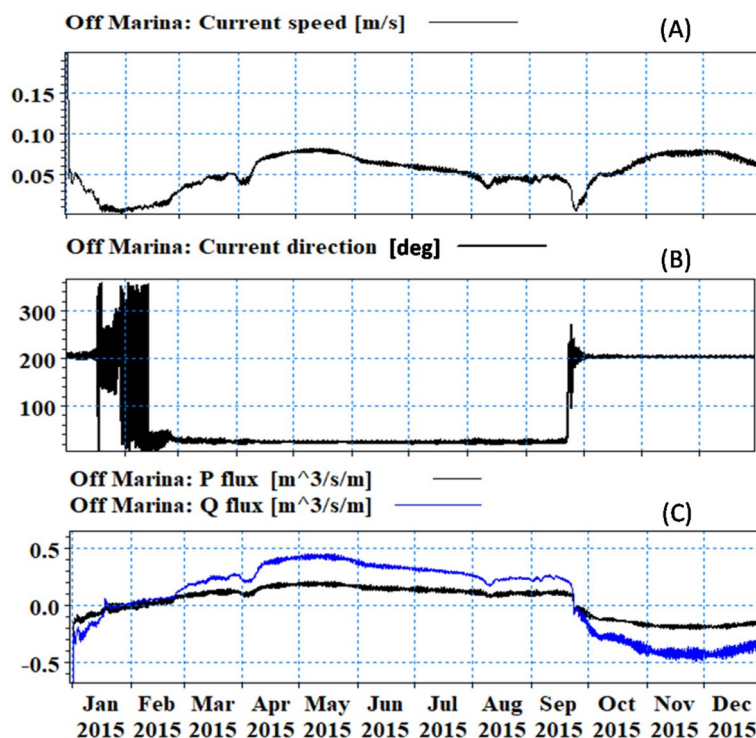 Off Marina: Current speed [m/s]
(A)
0.15
0.10
0.05
Off Marina: Current direction [deg]
(B)
300
200
100
Off Marina: P flux [m^3/s/m]
Off Marina: Q flux [m^3/s/m]
(C)
0.5
0.0
-0.5
Jan Feb Mar Apr May Jun Jul Aug Sep Oct Nov Dec
2015 2015 2015 2015 2015 2015 2015 2015 2015 2015 2015 2015